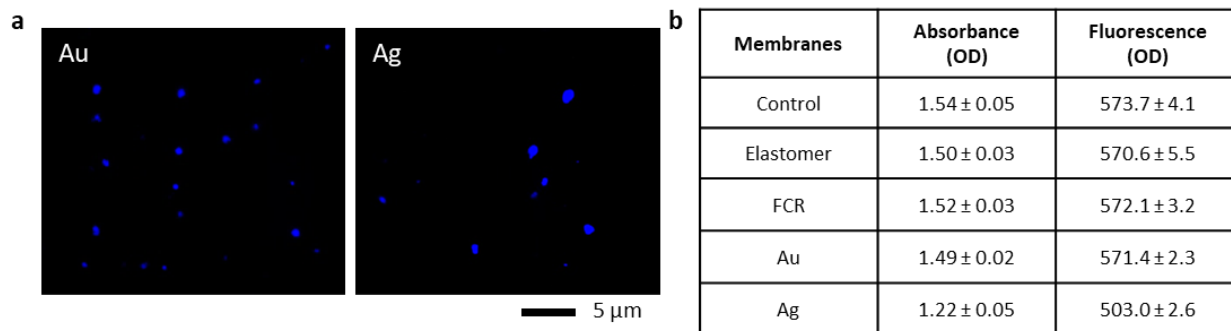 a
Au
Ag
5 μm
b
Membranes Absorbance (OD) Fluorescence (OD)
Control 1.54 ± 0.05 573.7 ± 4.1
Elastomer 1.50 ± 0.03 570.6 ± 5.5
FCR 1.52 ± 0.03 572.1 ± 3.2
Au 1.49 ± 0.02 571.4 ± 2.3
Ag 1.22 ± 0.05 503.0 ± 2.6